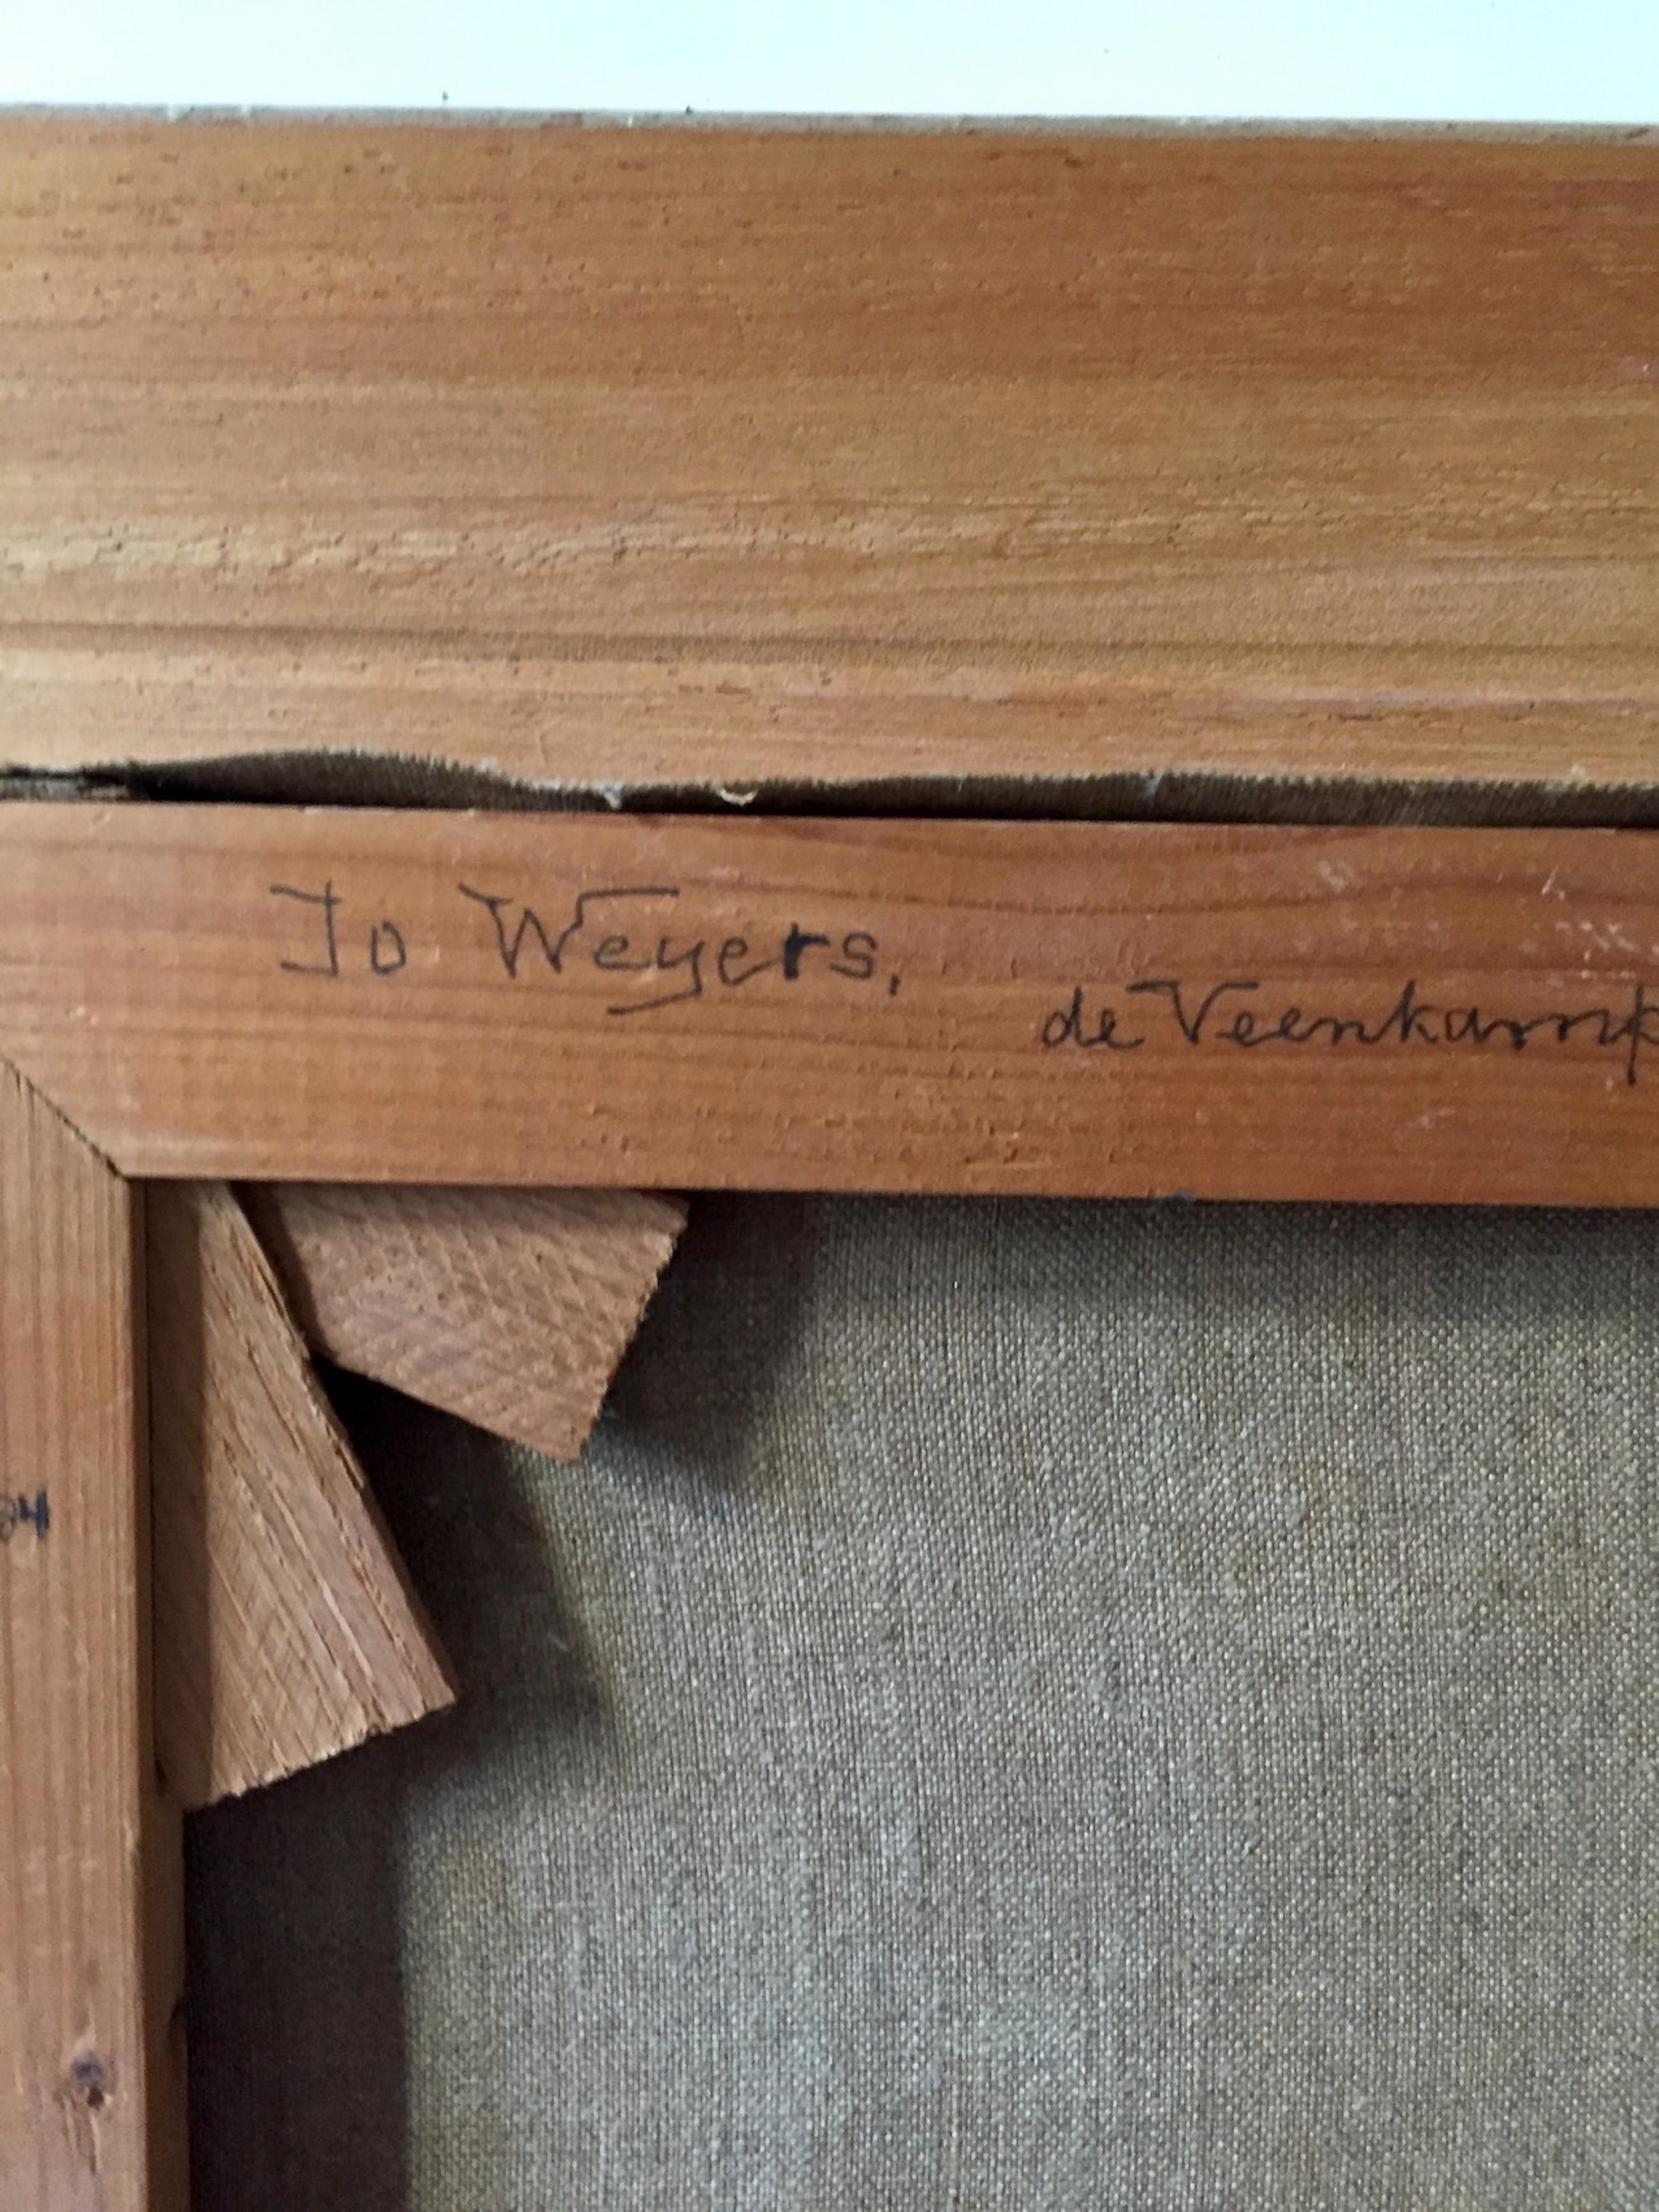 Jo Weyers,
de Veenkamp